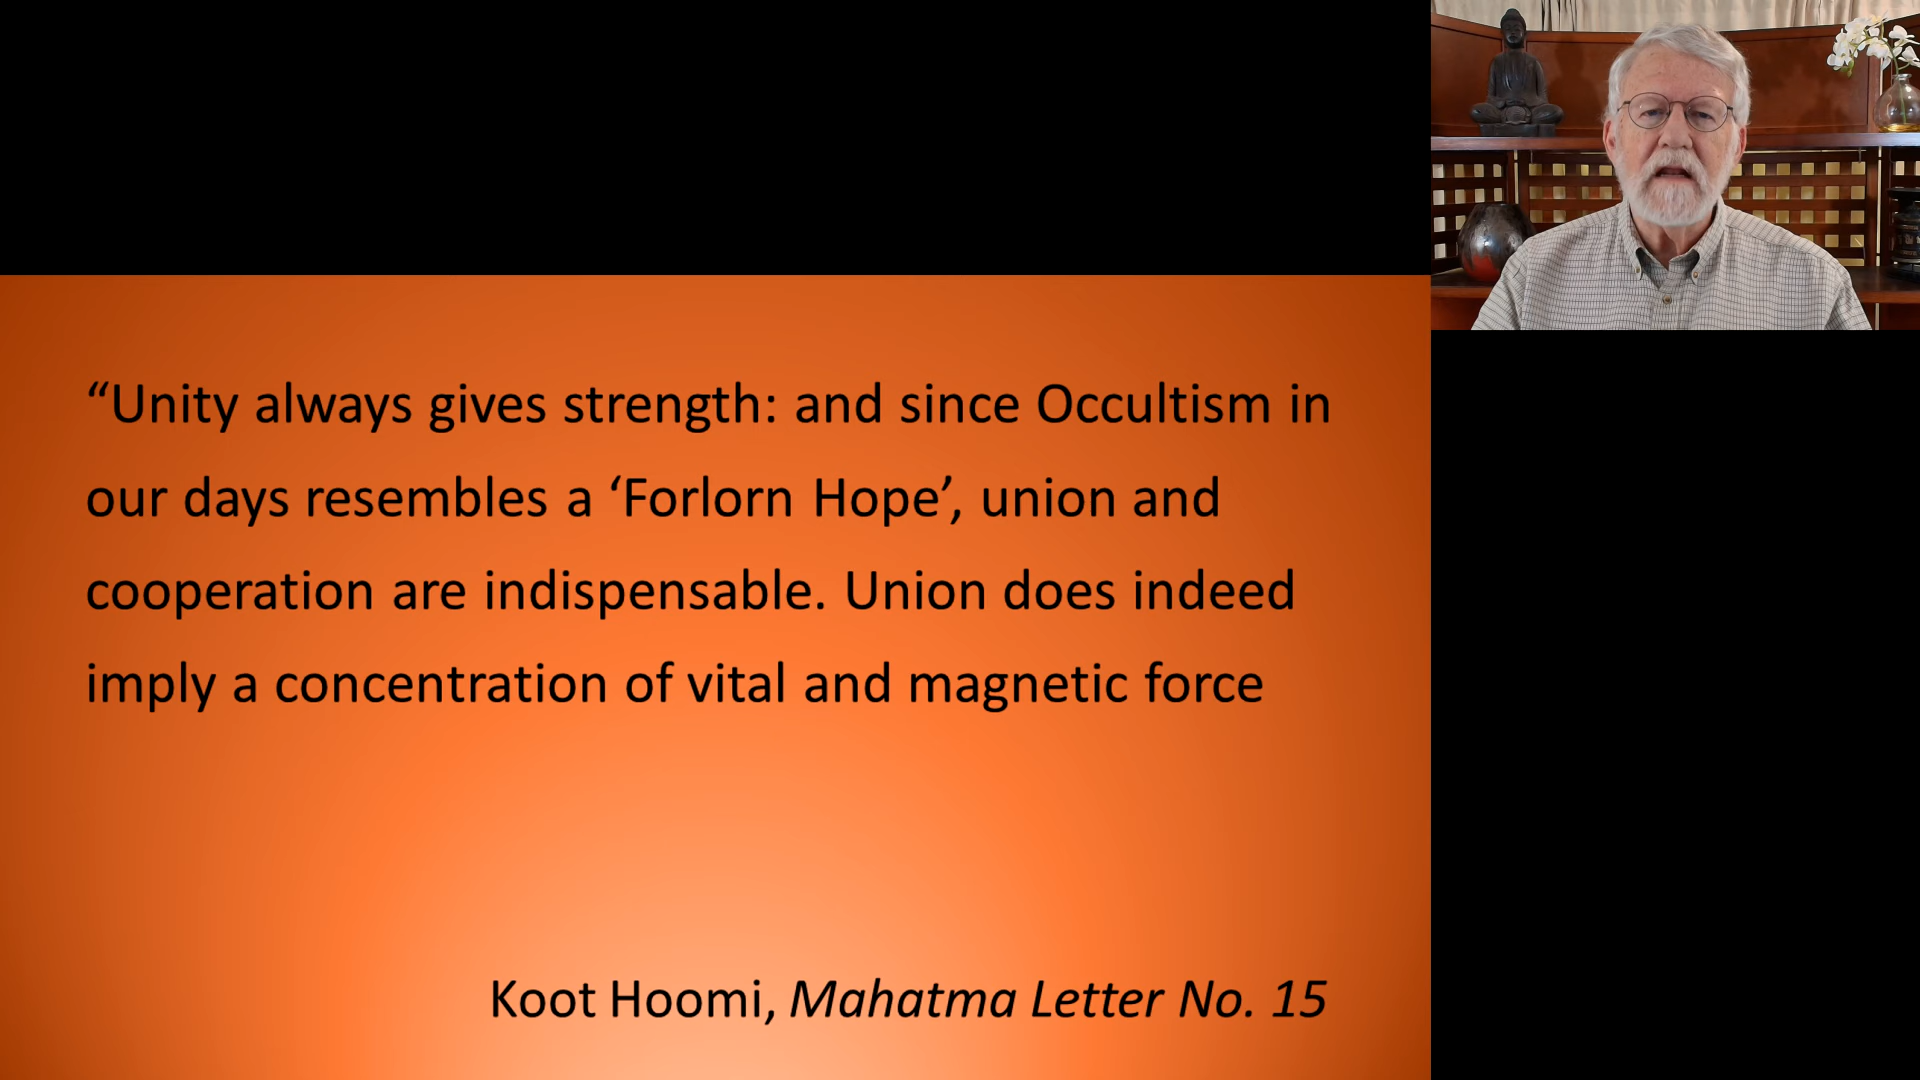 “Unity always gives strength: and since Occultism in
our days resembles a ‘Forlorn Hope’, union and
cooperation are indispensable. Union does indeed
imply a concentration of vital and magnetic force
Koot Hoomi, Mahatma Letter No. 15